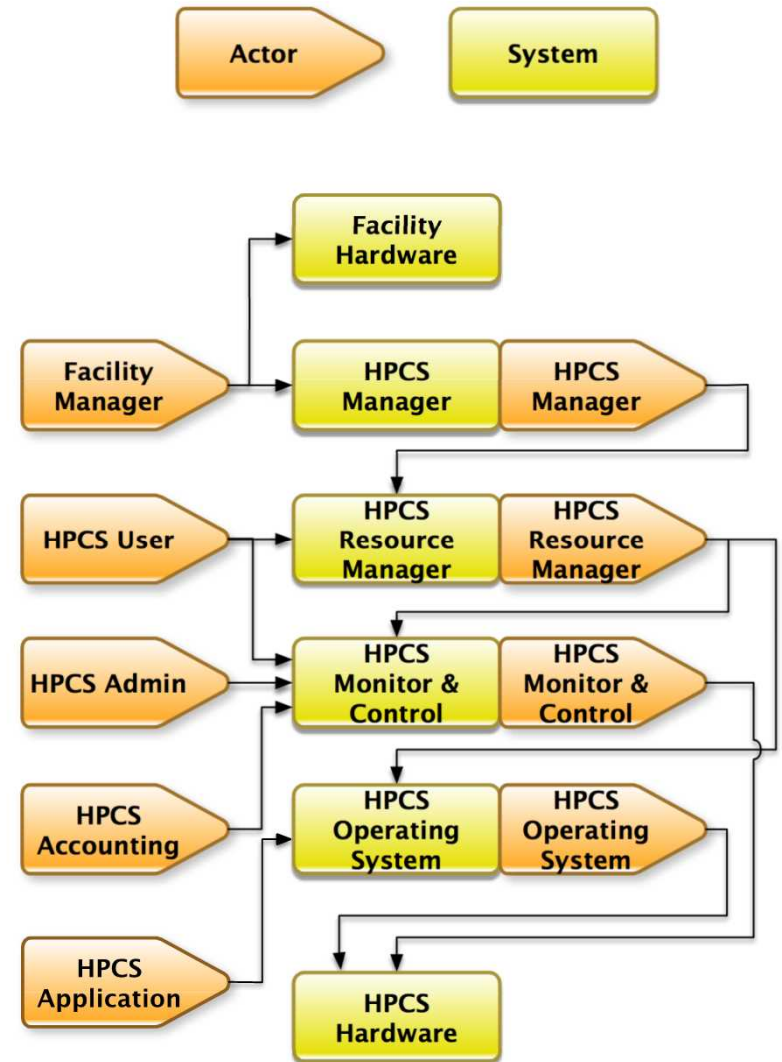 Actor
System
Facility
Hardware
Facility
Manager
HPCS
Manager
HPCS
Manager
HPCS User
HPCS
Resource
Manager
HPCS
Resource
Manager
HPCS Admin
HPCS
Monitor &
Control
HPCS
Monitor &
Control
HPCS
Accounting
HPCS
Operating
System
HPCS
Operating
System
HPCS
Application
HPCS
Hardware